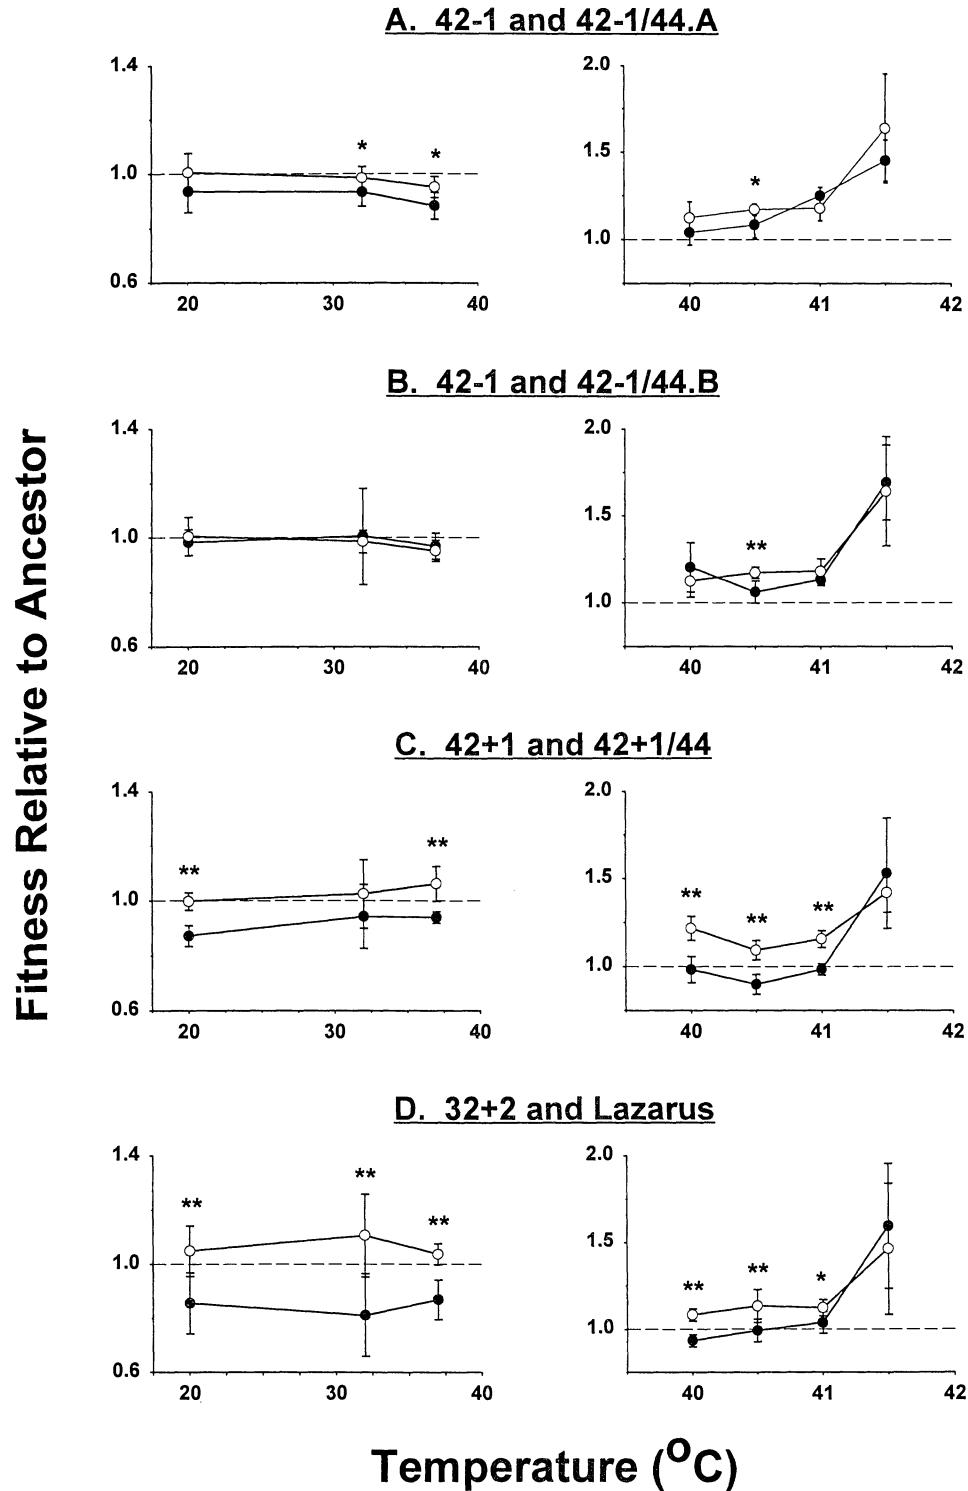 A. 42-1 and 42-1/44.A
1.4
1.0
0.6
* *
20 30 40
2.0
1.5
1.0
*
40 41 42
B. 42-1 and 42-1/44.B
1.4
1.0
0.6
20 30 40
2.0
1.5
1.0
**
40 41 42
C. 42+1 and 42+1/44
1.4
1.0
0.6
** **
20 30 40
2.0
1.5
1.0
** ** **
40 41 42
D. 32+2 and Lazarus
1.4
1.0
0.6
** ** **
20 30 40
2.0
1.5
1.0
** ** *
40 41 42
Fitness Relative to Ancestor
Temperature (°C)